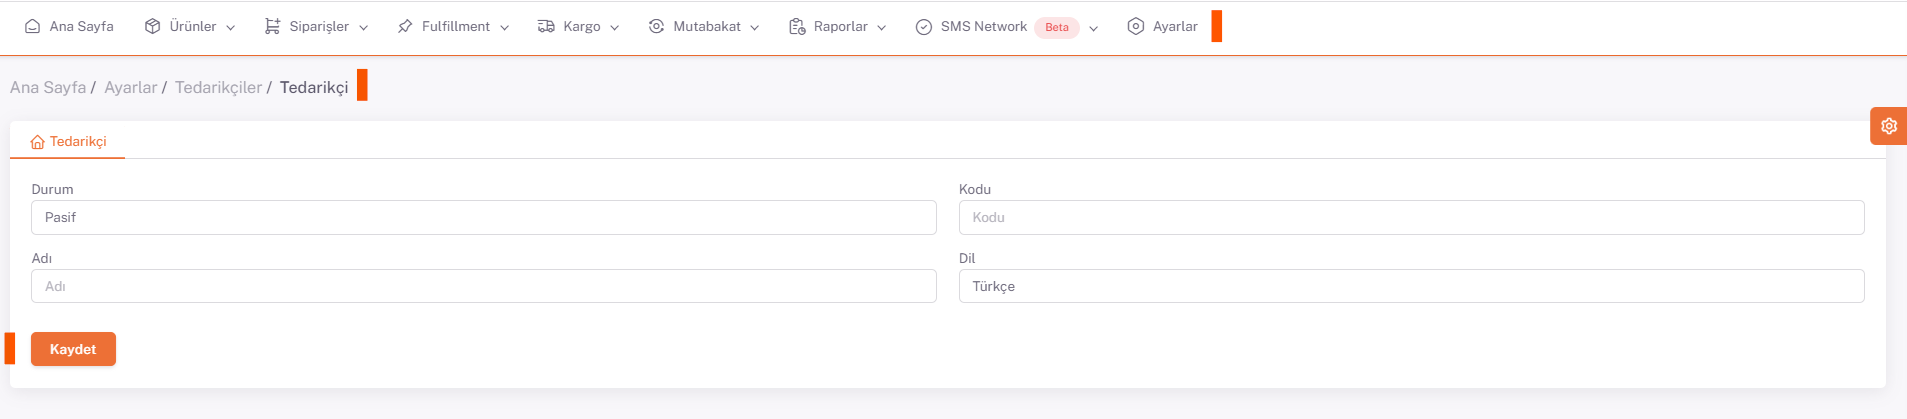 Ana Sayfa Ürünler Siparişler Fulfillment Kargo Mutabakat Raporlar SMS Network Beta Ayarlar
Ana Sayfa / Ayarlar / Tedarikçiler / Tedarikçi
Tedarikçi
Durum Kodu
Pasif Kodu
Adı Dil
Adı Türkçe
Kaydet